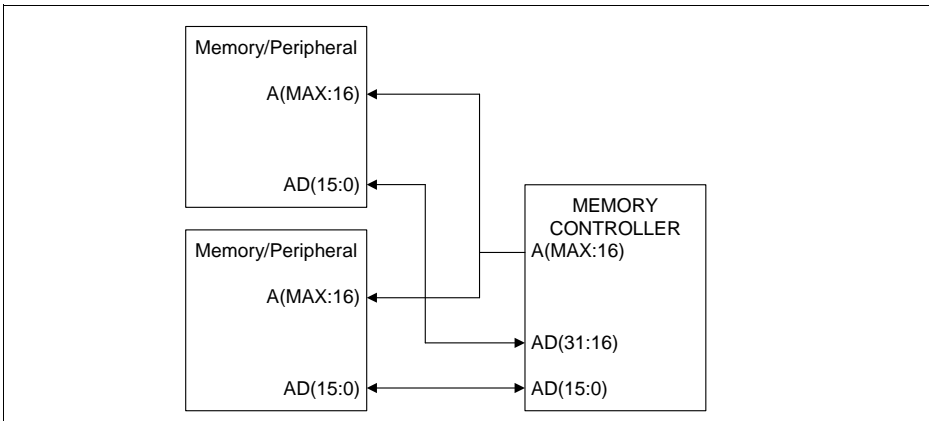 Memory/Peripheral
A(MAX:16)
AD(15:0)
Memory/Peripheral
A(MAX:16)
AD(15:0)
MEMORY
CONTROLLER
A(MAX:16)
AD(31:16)
AD(15:0)